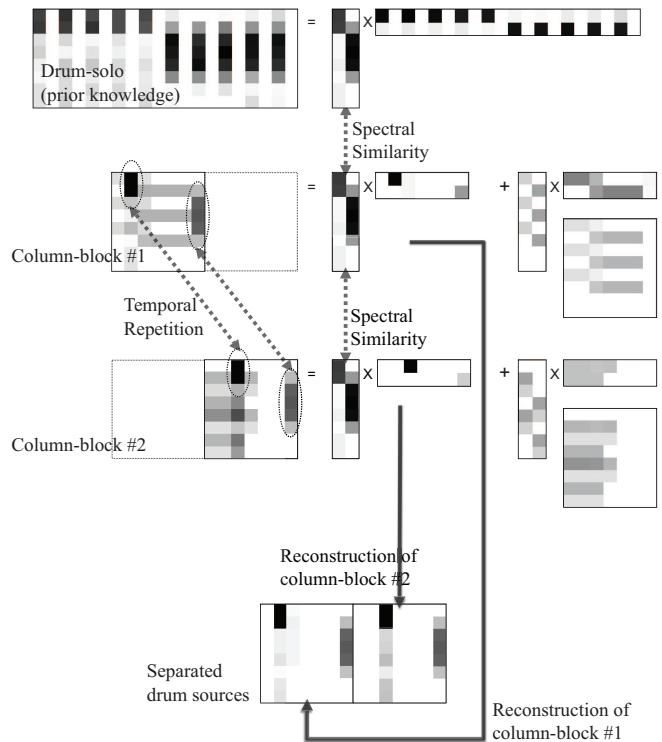 =
X
Drum-solo
(prior knowledge)
Spectral
Similarity
=
X
+
X
Column-block #1
Temporal
Repetition
Spectral
Similarity
=
X
+
X
Column-block #2
Reconstruction of
column-block #2
Separated
drum sources
Reconstruction of
column-block #1